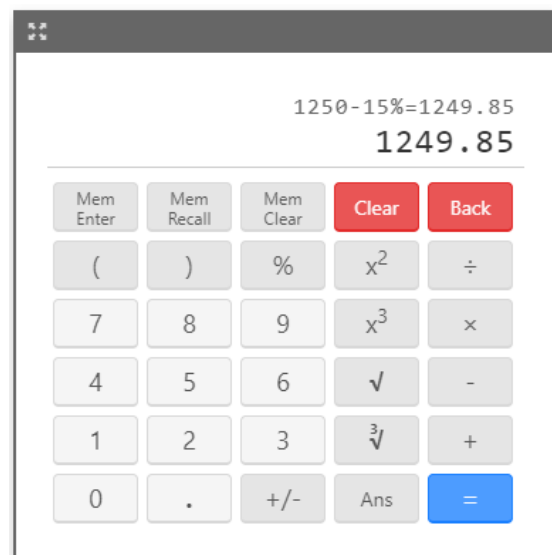 1250-15%=1249.85
1249.85
Mem Enter Mem Recall Mem Clear Clear Back
( ) % x² ÷
7 8 9 x³ ×
4 5 6 √ -
1 2 3 ∛ +
0 . +/- Ans =